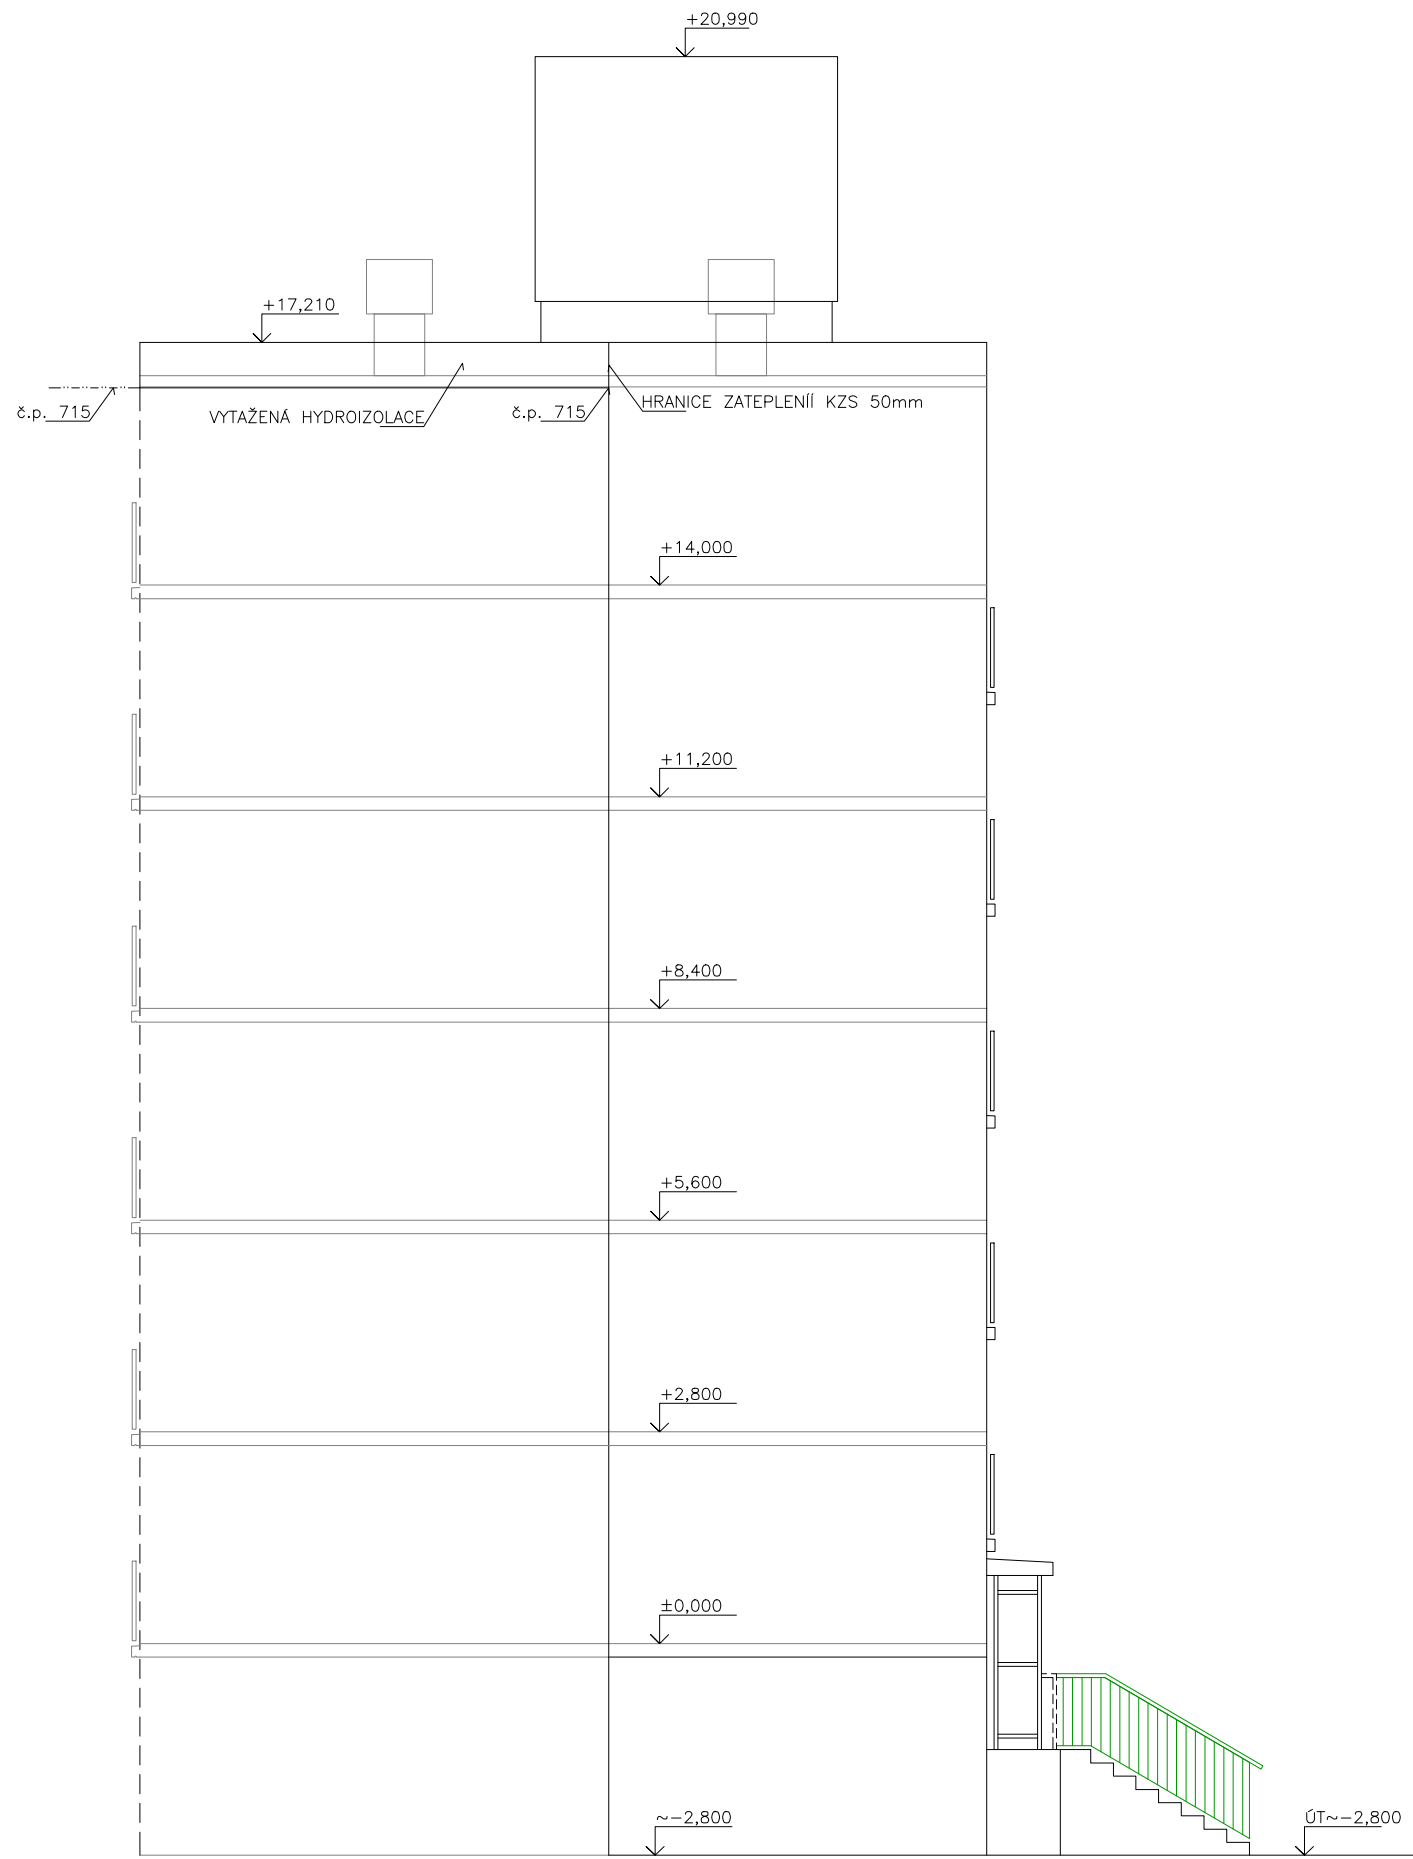 +20,990
+17,210
č.p. 715
VYTAŽENÁ HYDROIZOLACE
č.p. 715
HRANICE ZATEPLENÍÍ KZS 50mm
+14,000
+11,200
+8,400
+5,600
+2,800
±0,000
~-2,800
ÚT~-2,800